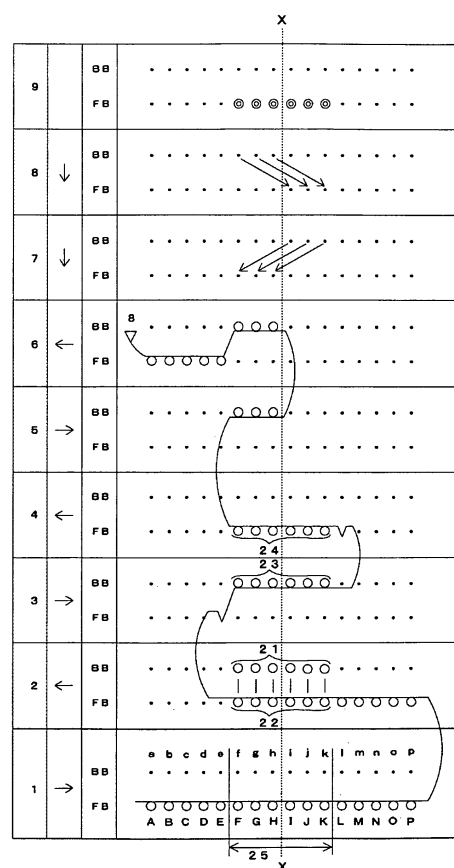 X
9 BB
FB
8 ↓ BB
FB
7 ↓ BB
FB
6 ← BB 8
FB
5 → BB
FB
4 ← BB
FB
24
23
3 → BB
FB
21
2 ← BB
FB
22
a b c d e f g h i j k l m n o p
1 → BB
FB
A B C D E F G H I J K L M N O P
25
X